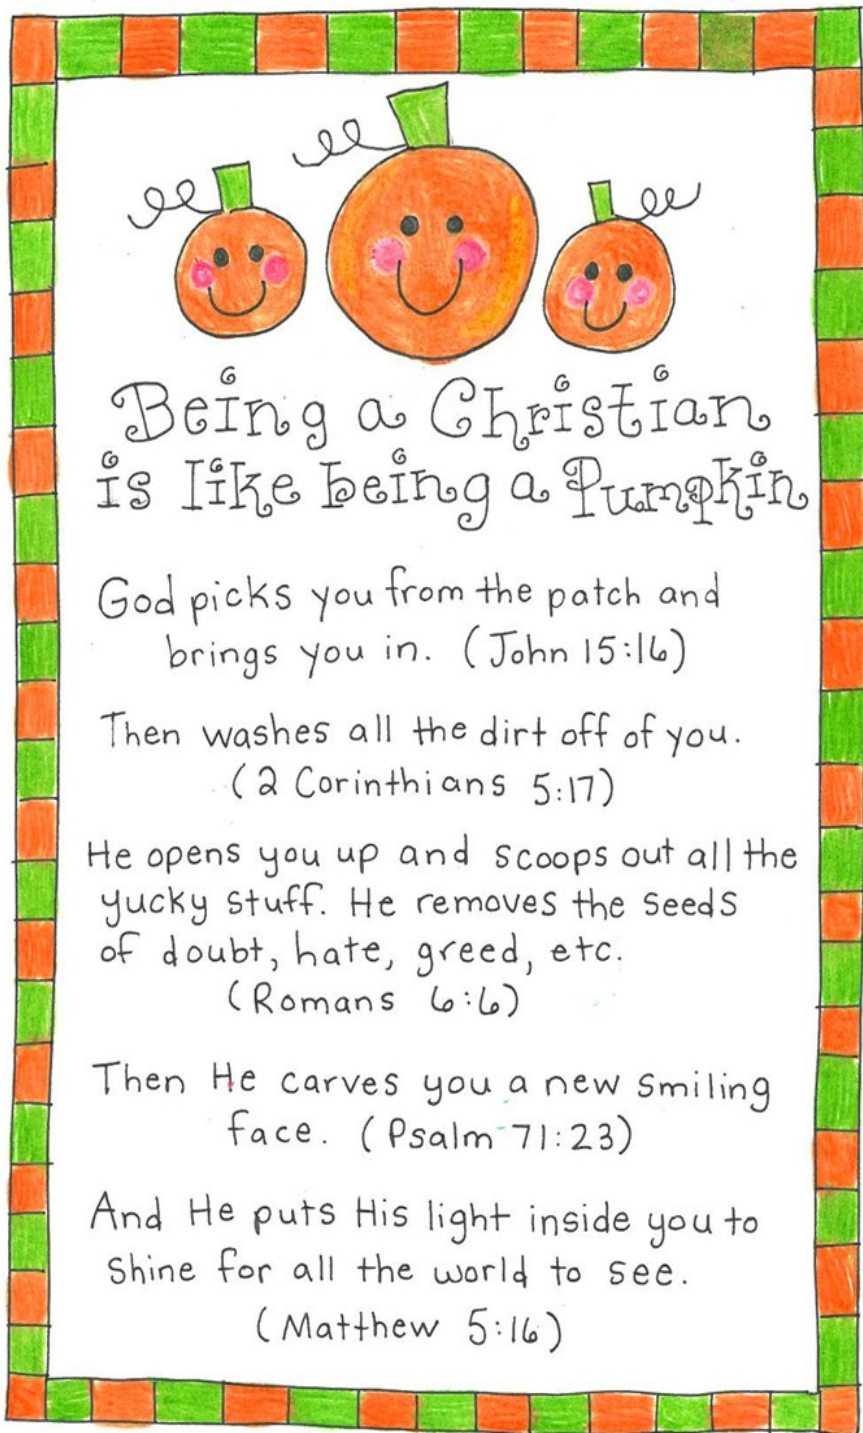 Being a Christian
is like being a Pumpkin
God picks you from the patch and
brings you in. (John 15:16)
Then washes all the dirt off of you.
(2 Corinthians 5:17)
He opens you up and scoops out all the
yucky stuff. He removes the seeds
of doubt, hate, greed, etc.
(Romans 6:6)
Then He carves you a new smiling
face. (Psalm 71:23)
And He puts His light inside you to
shine for all the world to see.
(Matthew 5:16)